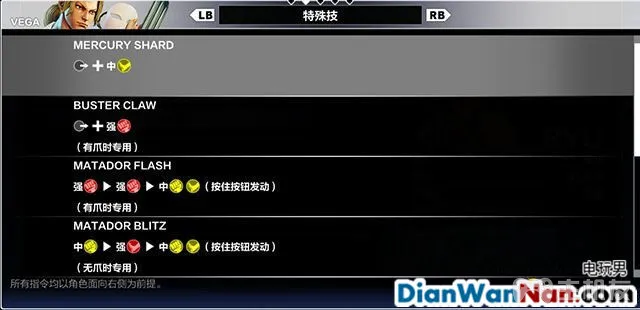 VEGA
LB
特殊技
RB
MERCURY SHARD
+ 中
BUSTER CLAW
+ 强
（有爪时专用）
MATADOR FLASH
强 ▶ 强 ▶ 中 （按住按钮发动）
（有爪时专用）
MATADOR BLITZ
中 ▶ 强 ▶ 中 （按住按钮发动）
（无爪时专用）
所有指令均以角色面向右侧为前提。
电玩男
DianWanNan.com